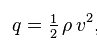 q = ½ ρ v²,